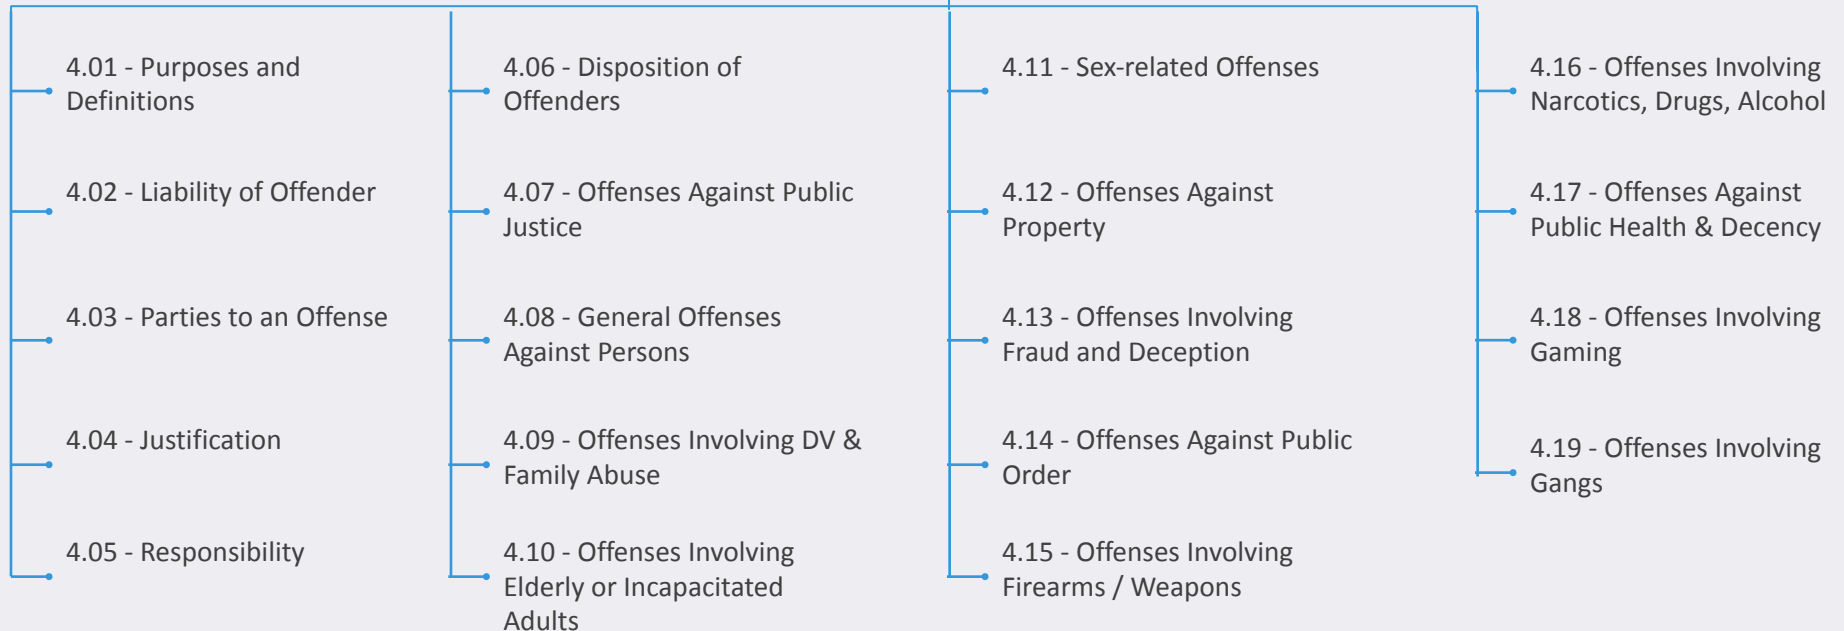 4.01 - Purposes and
Definitions
4.02 - Liability of Offender
4.03 - Parties to an Offense
4.04 - Justification
4.05 - Responsibility
4.06 - Disposition of
Offenders
4.07 - Offenses Against Public
Justice
4.08 - General Offenses
Against Persons
4.09 - Offenses Involving DV &
Family Abuse
4.10 - Offenses Involving
Elderly or Incapacitated
Adults
4.11 - Sex-related Offenses
4.12 - Offenses Against
Property
4.13 - Offenses Involving
Fraud and Deception
4.14 - Offenses Against Public
Order
4.15 - Offenses Involving
Firearms / Weapons
4.16 - Offenses Involving
Narcotics, Drugs, Alcohol
4.17 - Offenses Against
Public Health & Decency
4.18 - Offenses Involving
Gaming
4.19 - Offenses Involving
Gangs